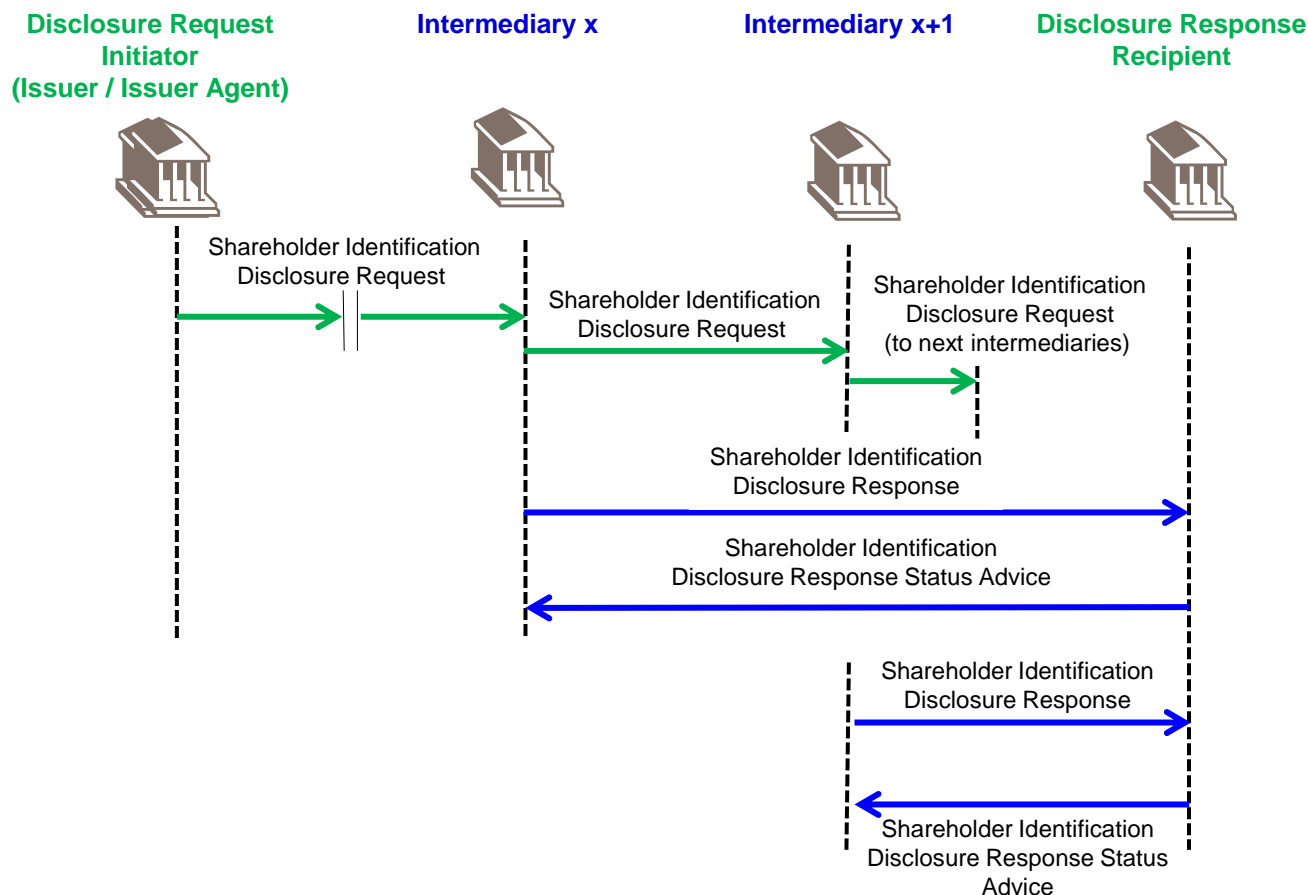 Disclosure Request
Initiator
(Issuer / Issuer Agent)
Intermediary x
Intermediary x+1
Disclosure Response
Recipient
Shareholder Identification
Disclosure Request
Shareholder Identification
Disclosure Request
Shareholder Identification
Disclosure Request
(to next intermediaries)
Shareholder Identification
Disclosure Response
Shareholder Identification
Disclosure Response Status Advice
Shareholder Identification
Disclosure Response
Shareholder Identification
Disclosure Response Status
Advice